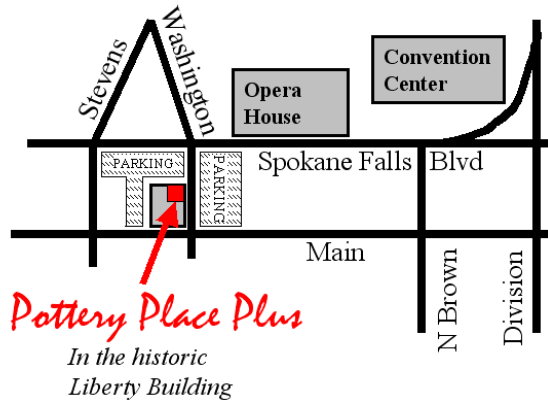 Stevens
Washington
Opera
House
Convention
Center
PARKING
PARKING
Spokane Falls Blvd
Main
N Brown
Division
Pottery Place Plus
In the historic
Liberty Building